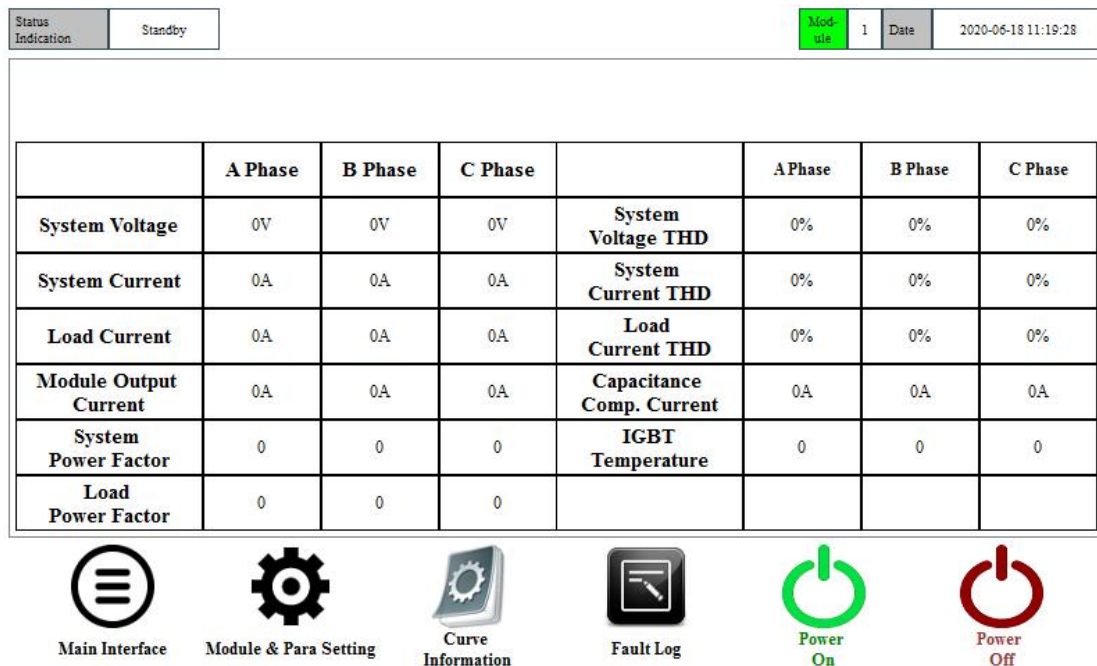 Status
Indication
Standby
Mod-
ule
1
Date
2020-06-18 11:19:28
A Phase B Phase C Phase A Phase B Phase C Phase
System Voltage 0V 0V 0V System
Voltage THD 0% 0% 0%
System Current 0A 0A 0A System
Current THD 0% 0% 0%
Load Current 0A 0A 0A Load
Current THD 0% 0% 0%
Module Output
Current 0A 0A 0A Capacitance
Comp. Current 0A 0A 0A
System
Power Factor 0 0 0 IGBT
Temperature 0 0 0
Load
Power Factor 0 0 0
Main Interface
Module & Para Setting
Curve
Information
Fault Log
Power
On
Power
Off